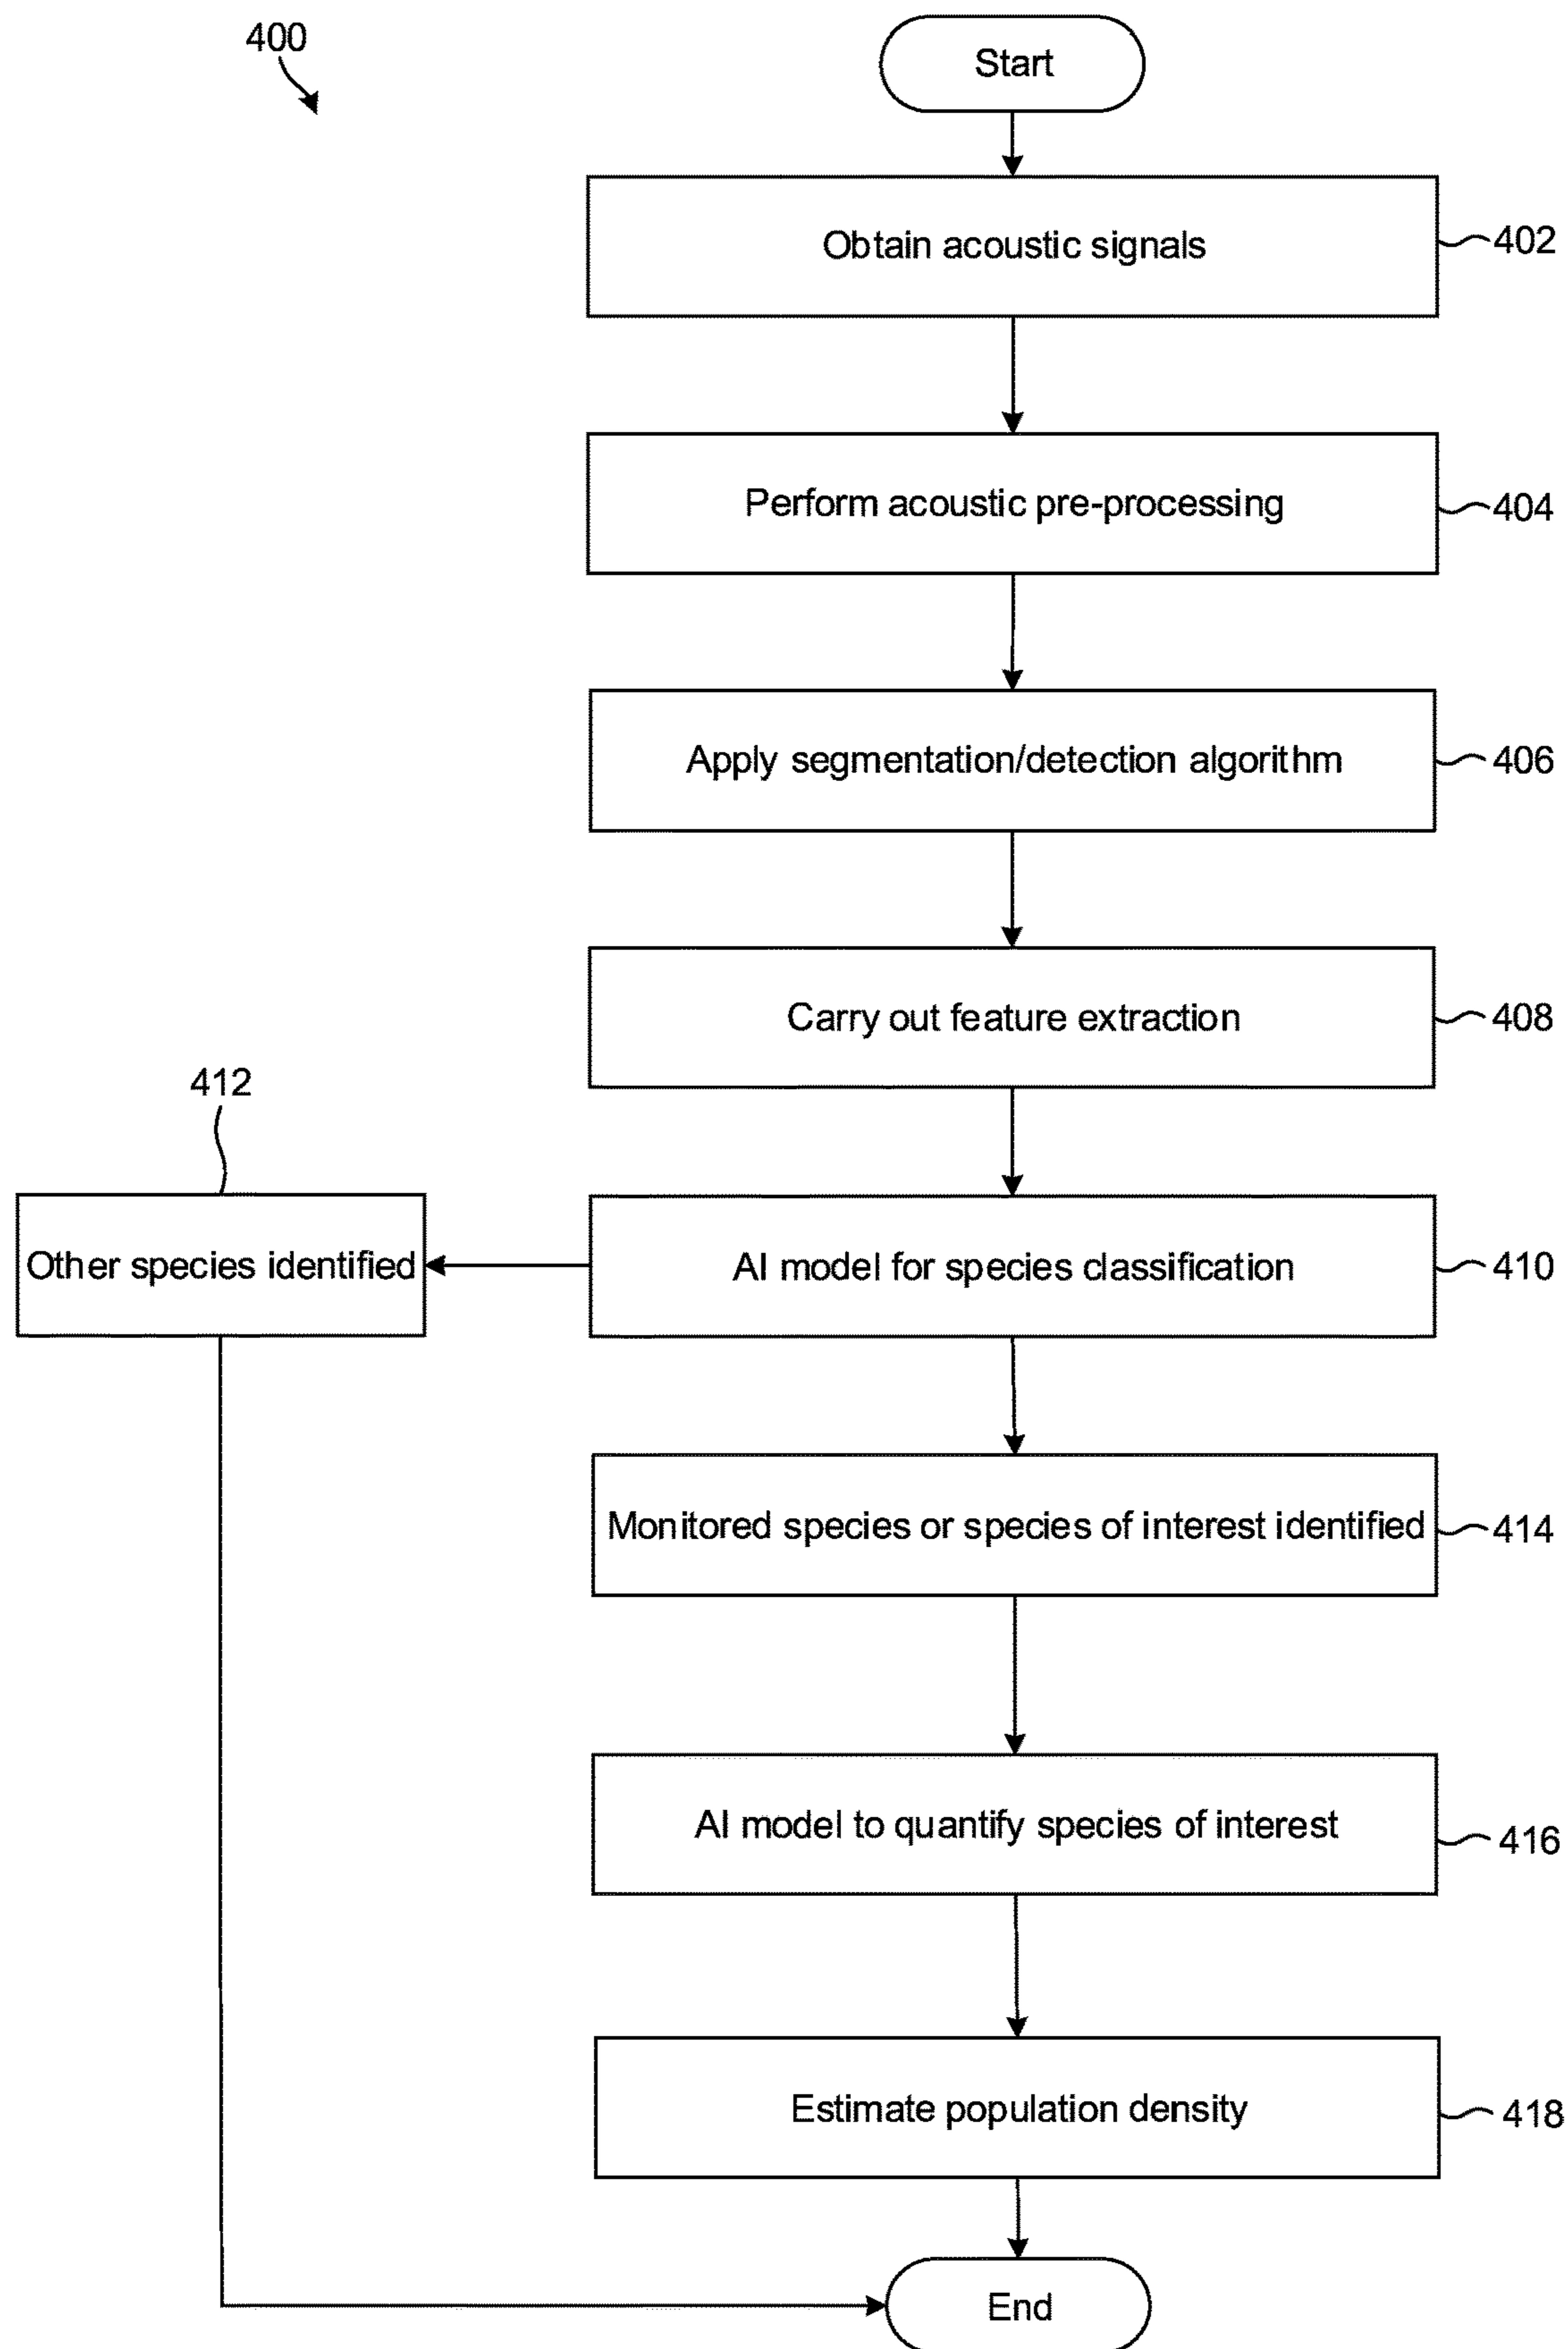 400
Start
Obtain acoustic signals
402
Perform acoustic pre-processing
404
Apply segmentation/detection algorithm
406
Carry out feature extraction
408
412
Other species identified
AI model for species classification
410
Monitored species or species of interest identified
414
AI model to quantify species of interest
416
Estimate population density
418
End